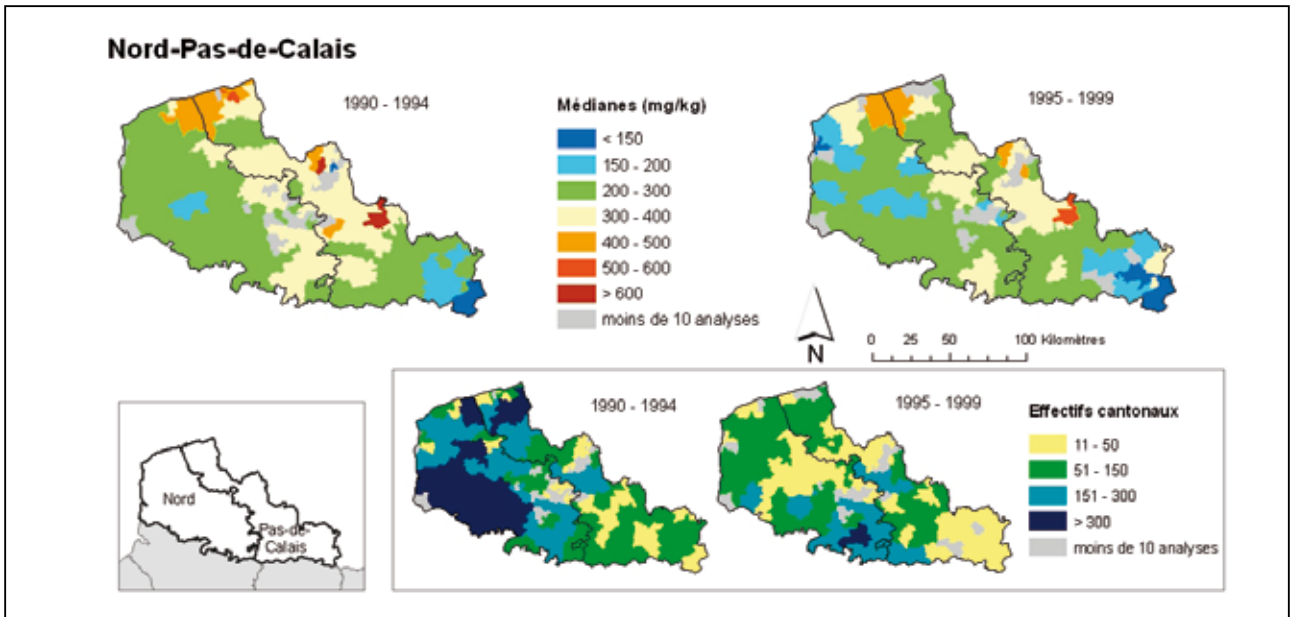 Nord-Pas-de-Calais
1990 - 1994
Médianes (mg/kg)
< 150
150 - 200
200 - 300
300 - 400
400 - 500
500 - 600
> 600
moins de 10 analyses
1995 - 1999
N
0 25 50 100 Kilomètres
Nord
Pas-de-
Calais
1990 - 1994
1995 - 1999
Effectifs cantonaux
11 - 50
51 - 150
151 - 300
> 300
moins de 10 analyses